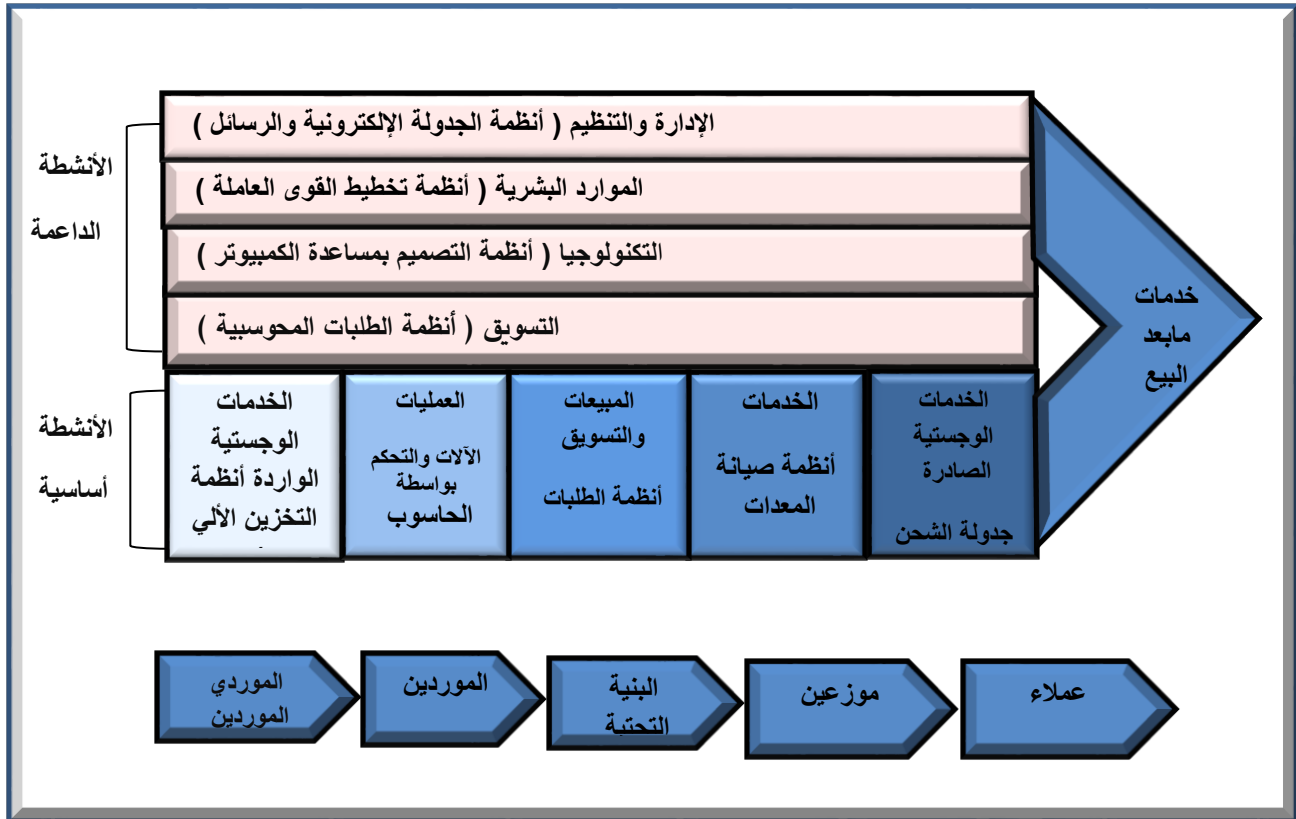 الإدارة والتنظيم ( أنظمة الجدولة الإلكترونية والرسائل )
الموارد البشرية ( أنظمة تخطيط القوى العاملة )
التكنولوجيا ( أنظمة التصميم بمساعدة الكمبيوتر )
التسويق ( أنظمة الطلبات المحوسبية )
الأنشطة
الداعمة
خدمات
مابعد
البيع
الأنشطة
أساسية
الخدمات
الوجستية
الواردة أنظمة
التخزين الألي
العمليات
الآلات والتحكم
بواسطة
الحاسوب
المبيعات
والتسويق
أنظمة الطلبات
الخدمات
أنظمة صيانة
المعدات
الخدمات
الوجستية
الصادرة
جدولة الشحن
الموردي
الموردين
الموردين
البنية
التحتبة
موزعين
عملاء